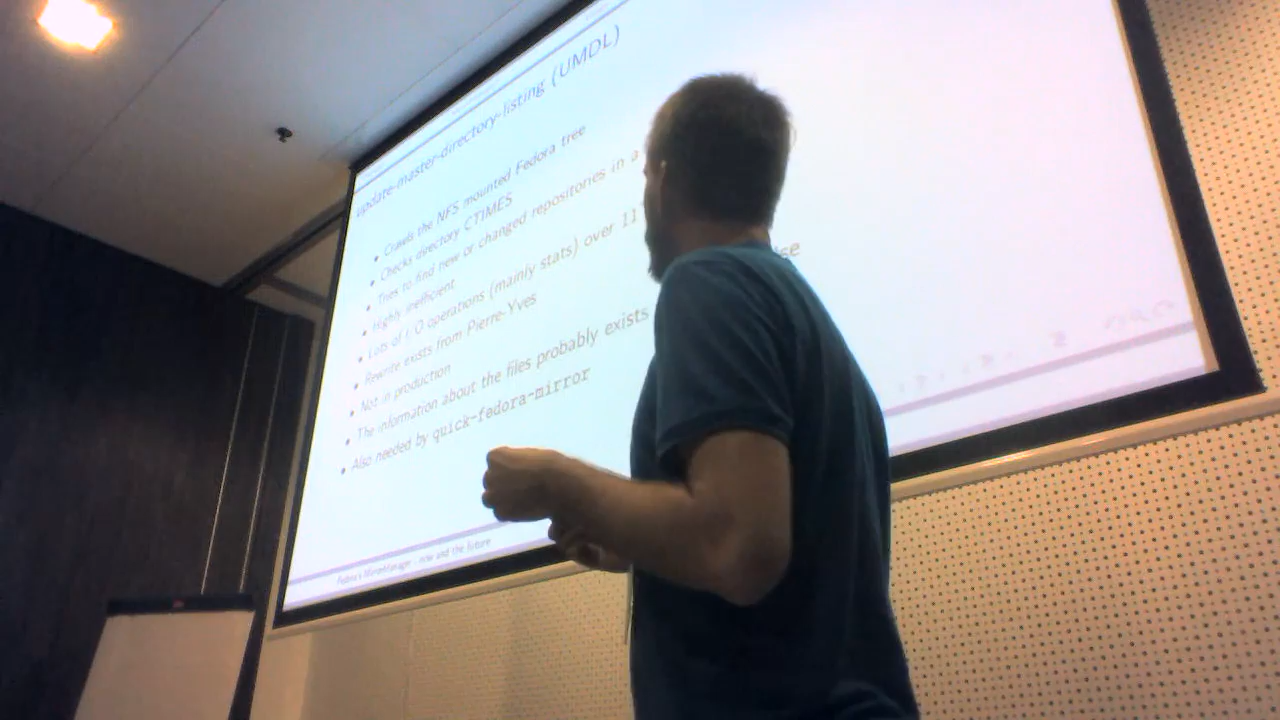 update-master-directory-listing (UMDL)
Crawls the NFS mounted Fedora tree
Checks directory CTIMES
Tries to find new or changed repositories in a
Highly inefficient
Lots of I/O operations (mainly stats) over 11
Rewrite exists from Pierre-Yves
Not in production
The information about the files probably exists
Also needed by quick-fedora-mirror
Fedora's MirrorManager - now and the future